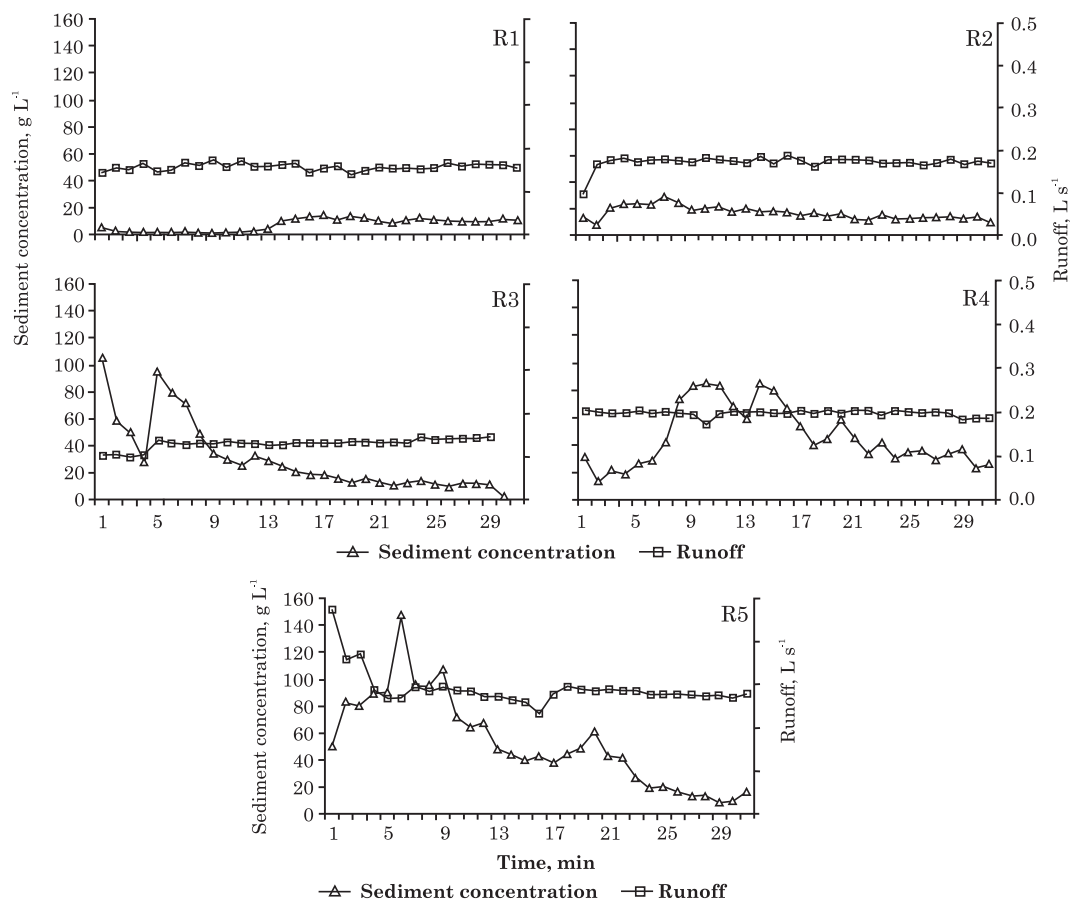 Sediment concentration, g L-1
160
140
120
100
80
60
40
20
0
R1
R2
0.5
0.4
0.3
0.2
0.1
0.0
Runoff, L s-1
160
140
120
100
80
60
40
20
0
R3
1 5 9 13 17 21 25 29
R4
0.5
0.4
0.3
0.2
0.1
0.0
1 5 9 13 17 21 25 29
Sediment concentration Runoff
Sediment concentration, g L-1
160
140
120
100
80
60
40
20
0
R5
Runoff, L s-1
1 5 9 13 17 21 25 29
Time, min
Sediment concentration Runoff